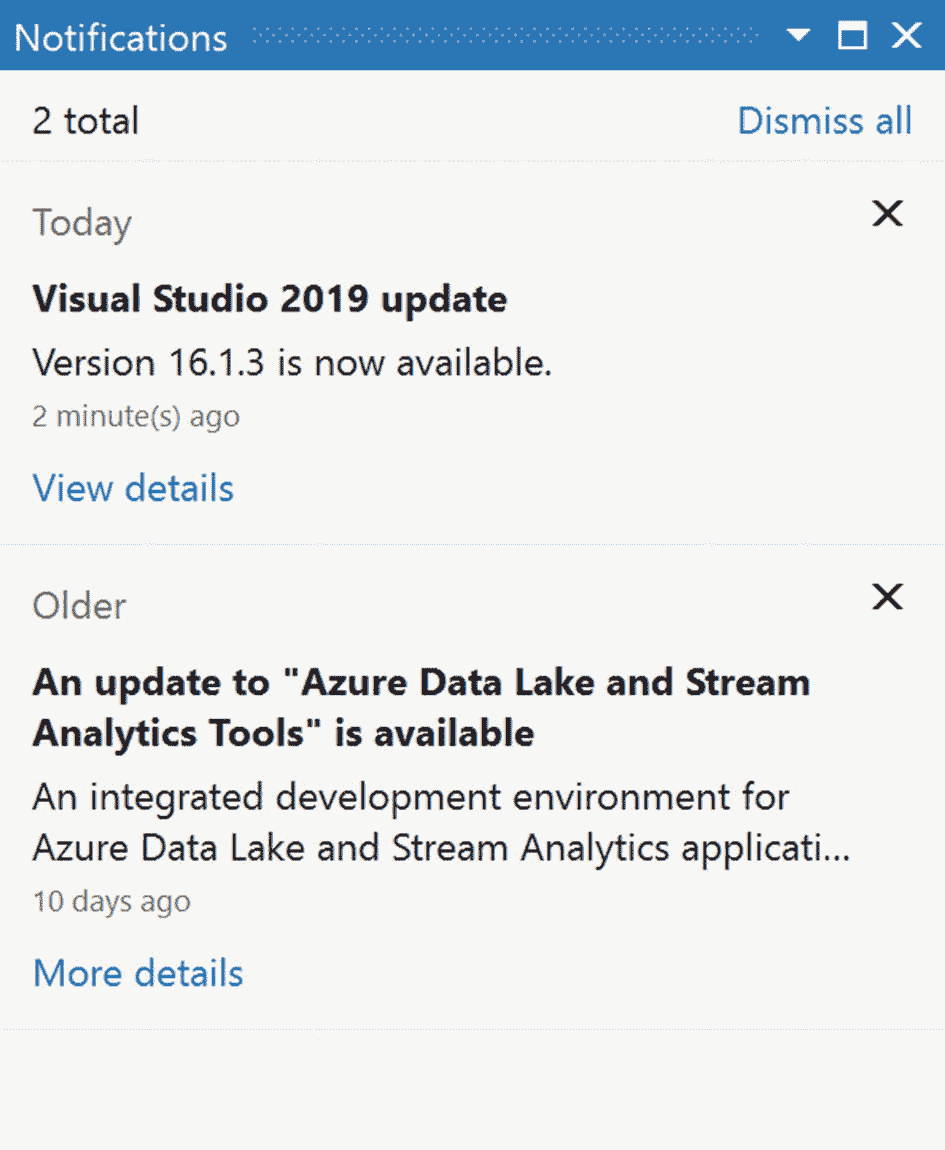 Notifications
2 total
Dismiss all
Today
Visual Studio 2019 update
Version 16.1.3 is now available.
2 minute(s) ago
View details
Older
An update to "Azure Data Lake and Stream
Analytics Tools" is available
An integrated development environment for
Azure Data Lake and Stream Analytics applicati...
10 days ago
More details